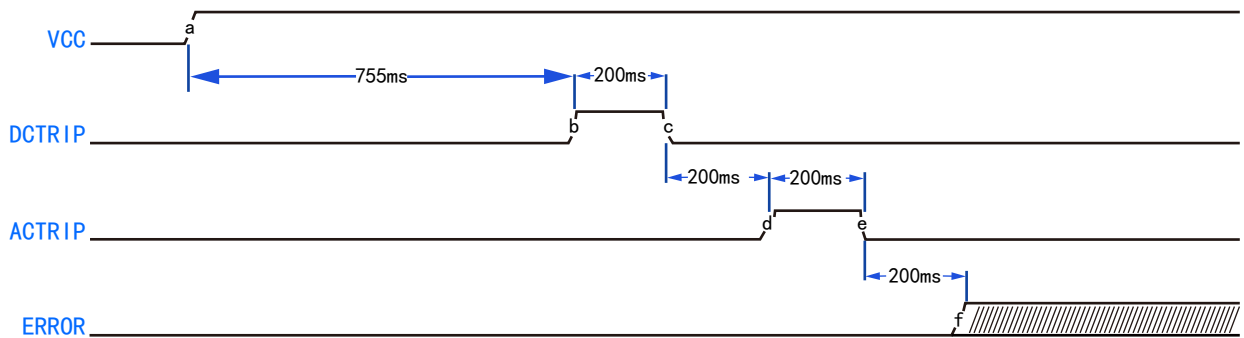 VCC
a
755ms
200ms
DCTRIP
b
c
200ms
200ms
ACTRIP
d
e
200ms
ERROR
f